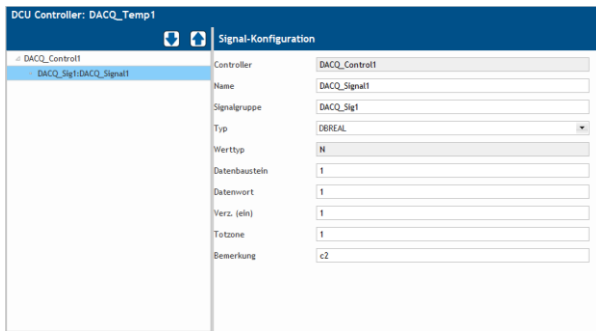 DCU Controller: DACQ_Temp1
Signal-Konfiguration
DACQ_Control1
DACQ_Sig1:DACQ_Signal1
Controller DACQ_Control1
Name DACQ_Signal1
Signalgruppe DACQ_Sig1
Typ DBREAL
Werttyp N
Datenbaustein 1
Datenwort 1
Verz. (ein) 1
Totzone 1
Bemerkung c2